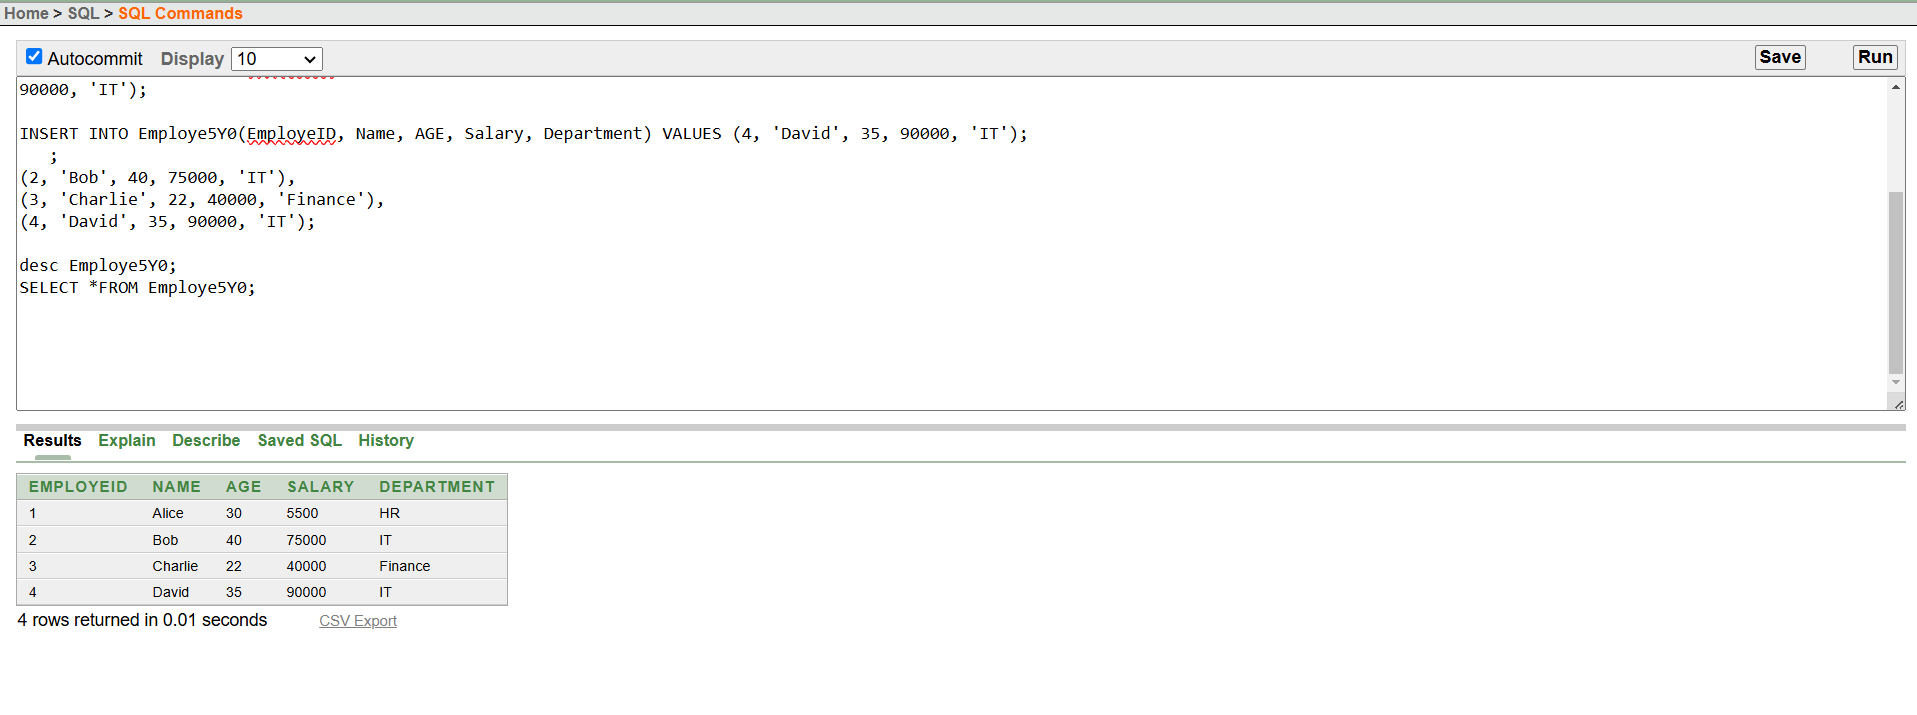 Home > SQL > SQL Commands
Autocommit Display 10 Save Run
90000, 'IT');
INSERT INTO Employe5Y0(EmployeID, Name, AGE, Salary, Department) VALUES (4, 'David', 35, 90000, 'IT');
;
(2, 'Bob', 40, 75000, 'IT'),
(3, 'Charlie', 22, 40000, 'Finance'),
(4, 'David', 35, 90000, 'IT');
desc Employe5Y0;
SELECT *FROM Employe5Y0;
Results Explain Describe Saved SQL History
EMPLOYEID NAME AGE SALARY DEPARTMENT
1 Alice 30 5500 HR
2 Bob 40 75000 IT
3 Charlie 22 40000 Finance
4 David 35 90000 IT
4 rows returned in 0.01 seconds CSV Export